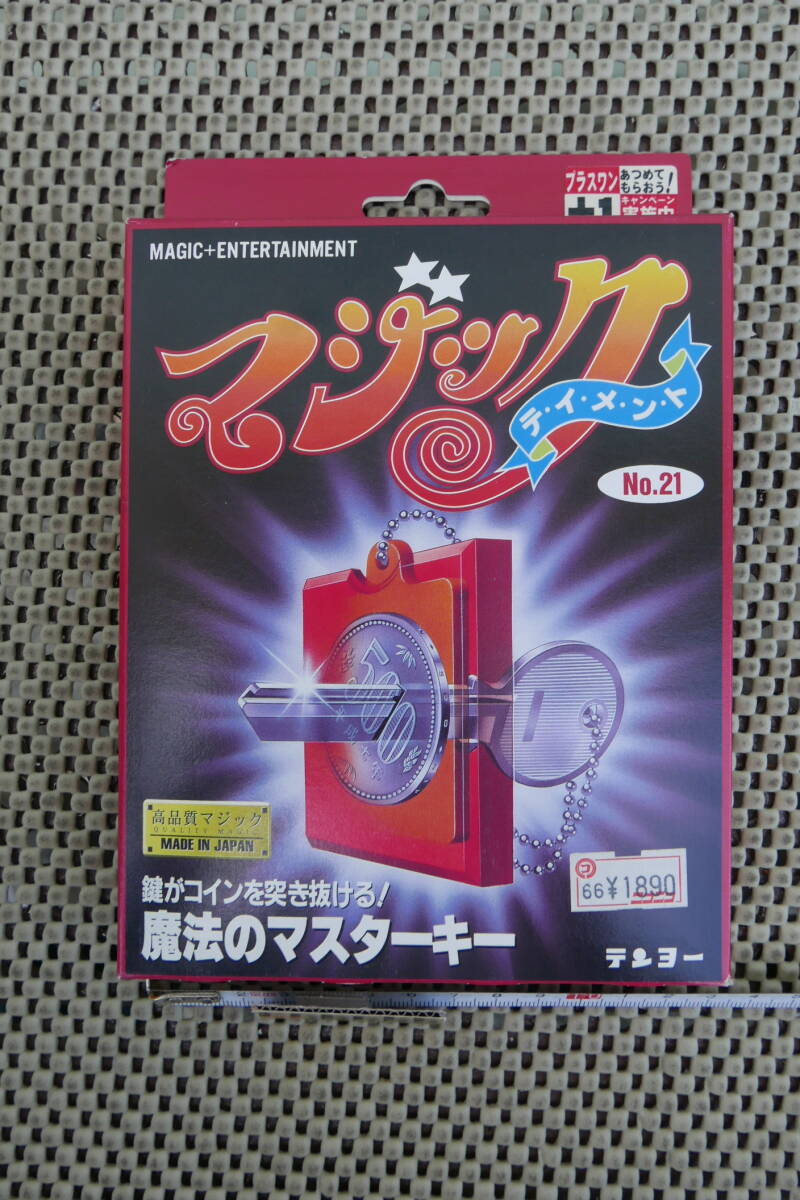 プラスワン
あつめて
もらおう!
+1
キャンペーン
実施中
MAGIC+ENTERTAINMENT
マジック
テ・イ・メ・ン・ト
No.21
500
高品質マジック
QUALITY MAGIC
MADE IN JAPAN
鍵がコインを突き抜ける!
魔法のマスターキー
66¥1890
テンヨー